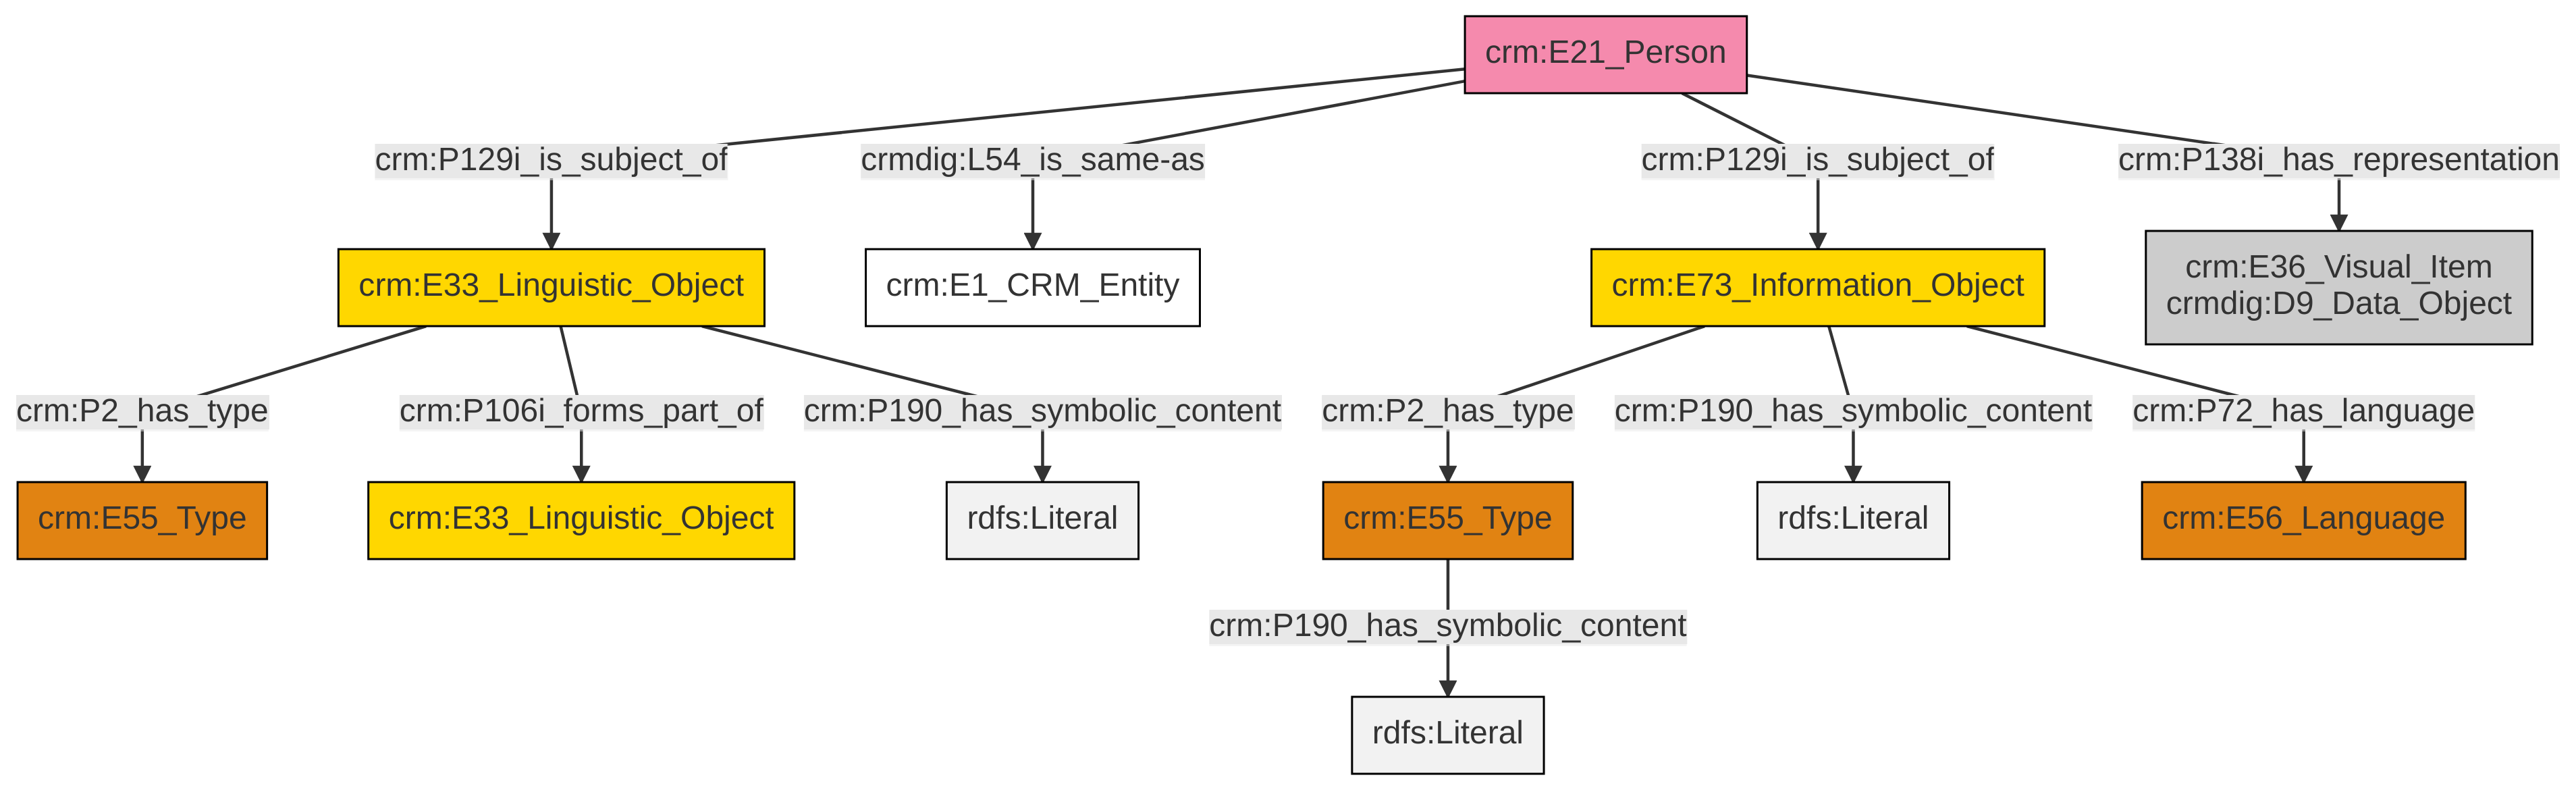 crm:E21_Person
crm:P129i_is_subject_of
crmdig:L54_is_same-as
crm:P129i_is_subject_of
crm:P138i_has_representation
crm:E33_Linguistic_Object
crm:E1_CRM_Entity
crm:E73_Information_Object
crm:E36_Visual_Item
crmdig:D9_Data_Object
crm:P2_has_type
crm:P106i_forms_part_of
crm:P190_has_symbolic_content
crm:P2_has_type
crm:P190_has_symbolic_content
crm:P72_has_language
crm:E55_Type
crm:E33_Linguistic_Object
rdfs:Literal
crm:E55_Type
rdfs:Literal
crm:E56_Language
crm:P190_has_symbolic_content
rdfs:Literal